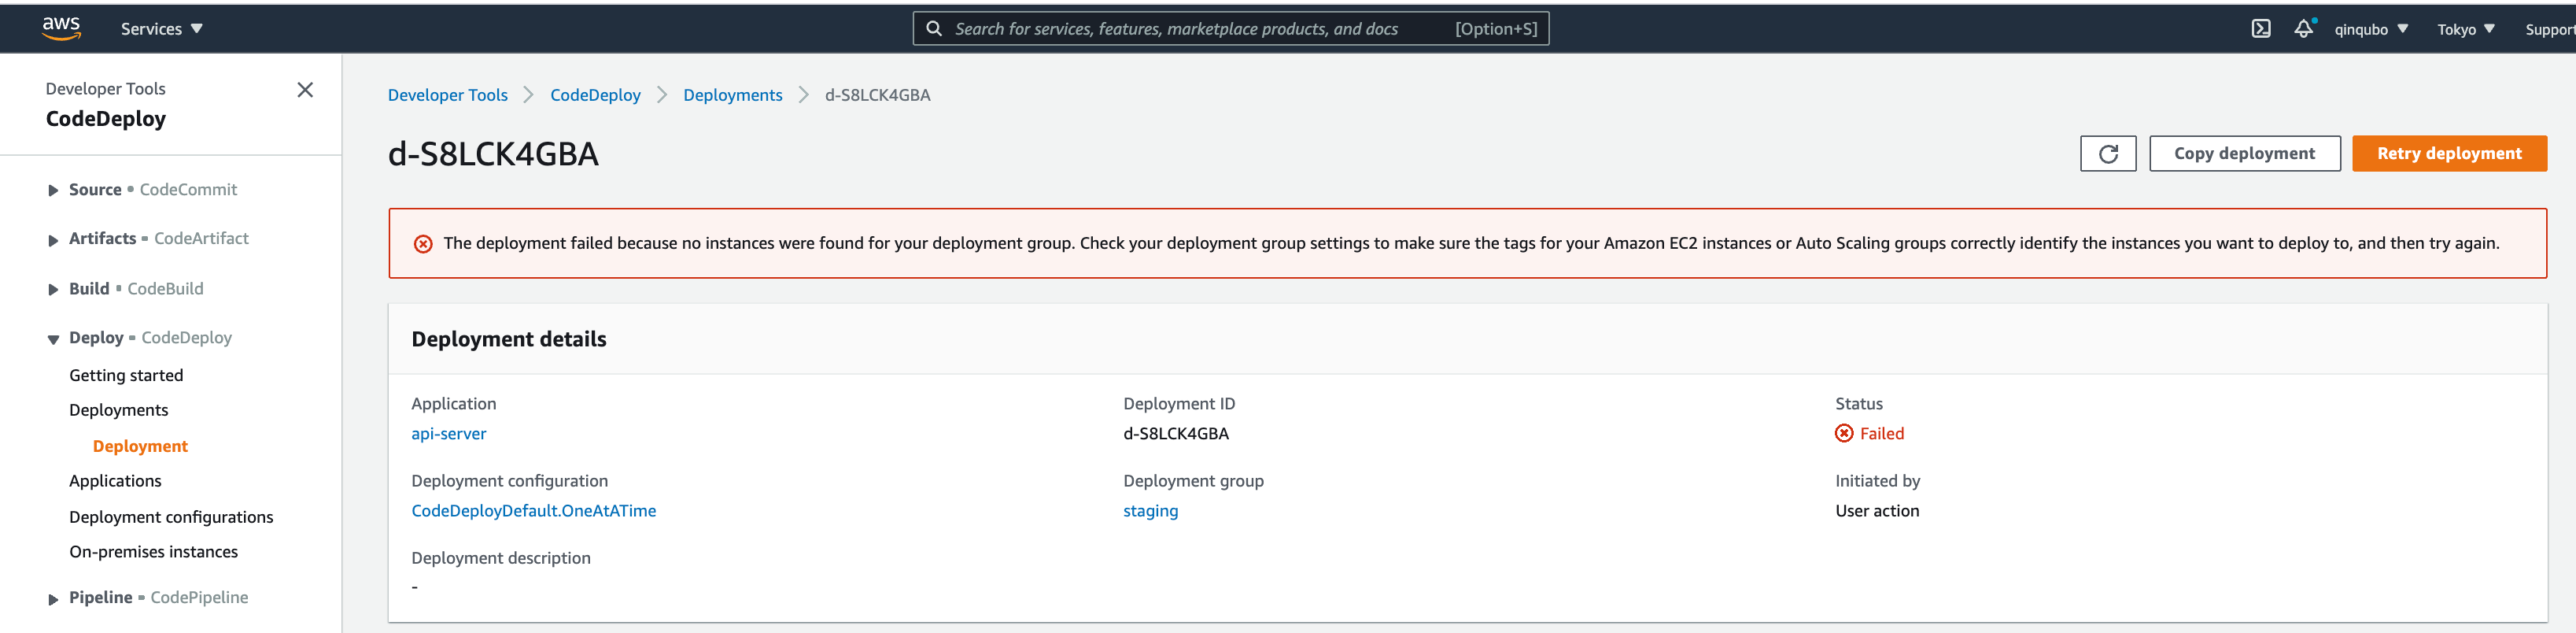 aws
Services
Search for services, features, marketplace products, and docs [Option+S]
qinqubo
Tokyo
Support
Developer Tools
CodeDeploy
Source CodeCommit
Artifacts CodeArtifact
Build CodeBuild
Deploy CodeDeploy
Getting started
Deployments
Deployment
Applications
Deployment configurations
On-premises instances
Pipeline CodePipeline
Developer Tools CodeDeploy Deployments d-S8LCK4GBA
d-S8LCK4GBA
Copy deployment
Retry deployment
The deployment failed because no instances were found for your deployment group. Check your deployment group settings to make sure the tags for your Amazon EC2 instances or Auto Scaling groups correctly identify the instances you want to deploy to, and then try again.
Deployment details
Application
api-server
Deployment ID
d-S8LCK4GBA
Status
Failed
Deployment configuration
CodeDeployDefault.OneAtATime
Deployment group
staging
Initiated by
User action
Deployment description
-